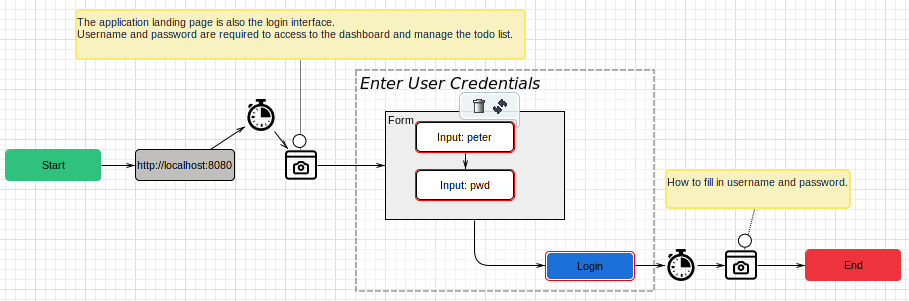 The application landing page is also the login interface.
Username and password are required to access to the dashboard and manage the todo list.
Enter User Credentials
Form
Input: peter
Start
http://localhost:8080
Input: pwd
How to fill in username and password.
Login
End